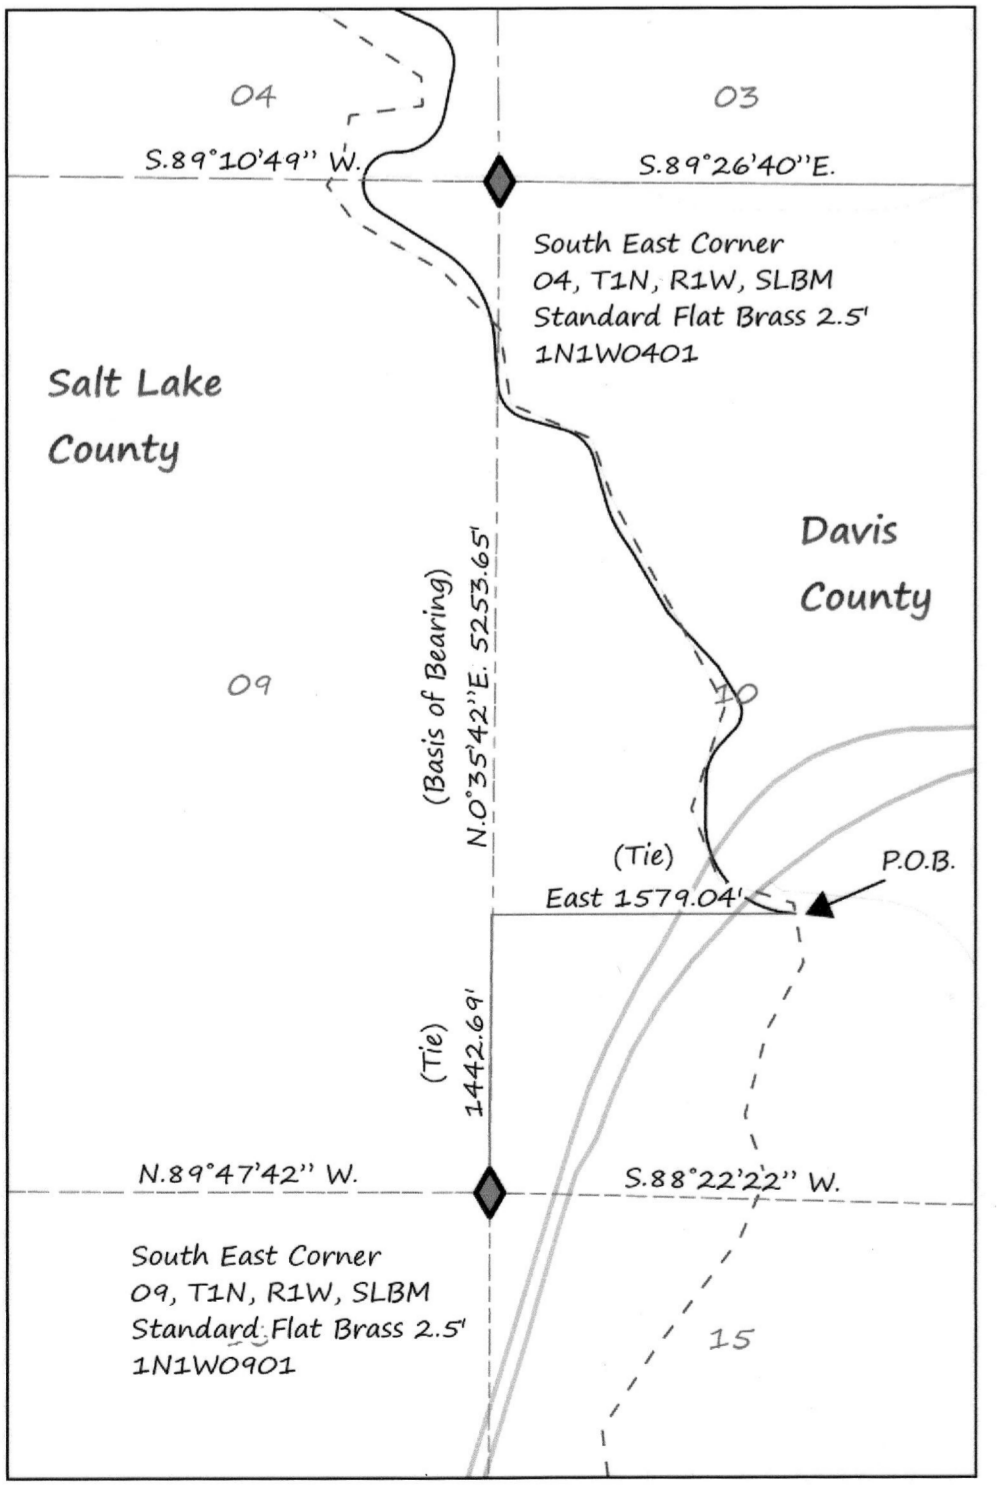 04
03
S.89°10'49" W.
S.89°26'40"E.
South East Corner
04, T1N, R1W, SLBM
Standard Flat Brass 2.5'
1N1W0401
Salt Lake
County
Davis
County
(Basis of Bearing)
N.0°35'42"E. 5253.65'
09
10
(Tie)
East 1579.04'
P.O.B.
(Tie)
1442.69'
N.89°47'42" W.
S.88°22'22" W.
South East Corner
09, T1N, R1W, SLBM
Standard Flat Brass 2.5'
1N1W0901
15